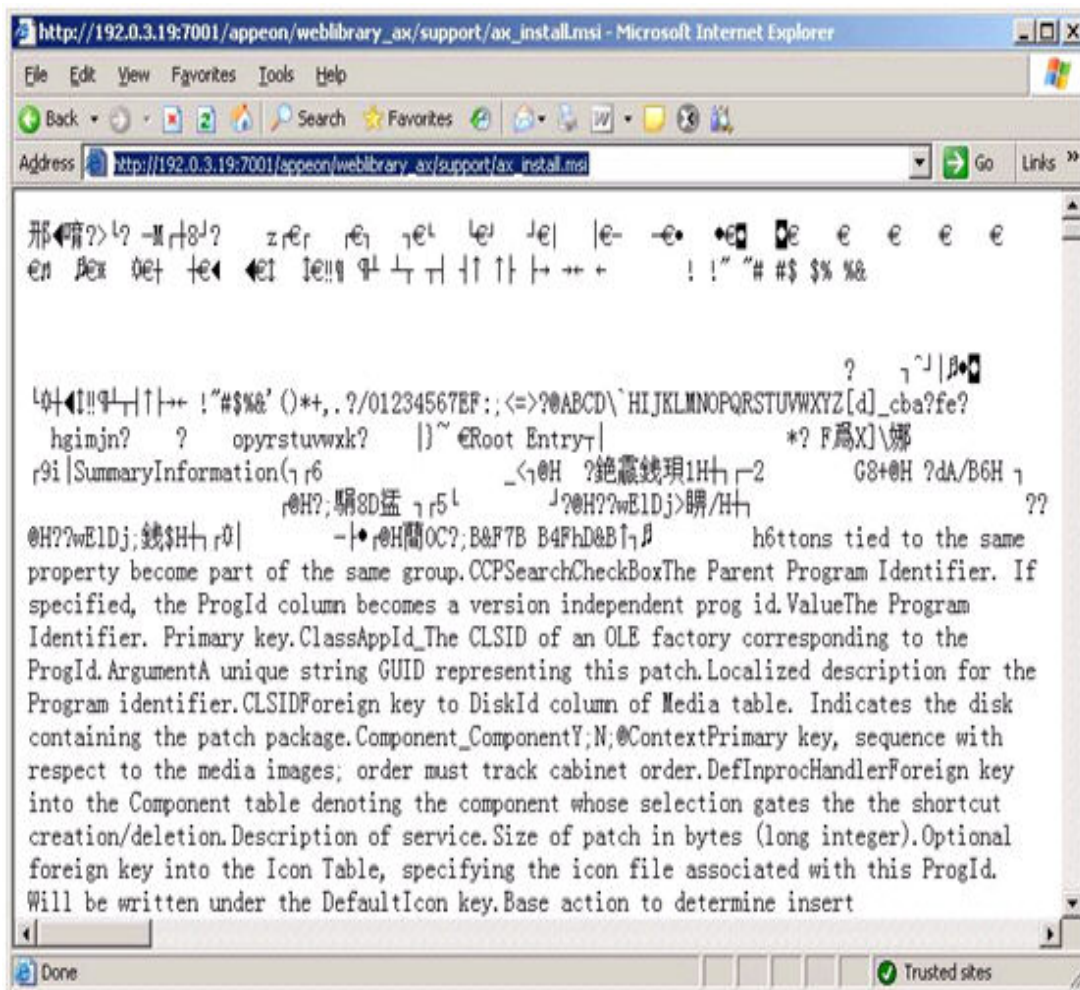 http://192.0.3.19:7001/appeon/weblibrary_ax/support/ax_install.msi - Microsoft Internet Explorer
File Edit View Favorites Tools Help
Back Search Favorites
Address http://192.0.3.19:7001/appeon/weblibrary_ax/support/ax_install.msi Go Links »
! !" "# #$ $% %&
!"#$%&'()*+,.?/01234567EF:;<=>?@ABCD\`HIJKLMNOPQRSTUVWXYZ[d]_cba?fe?
hgimjn? ? opyrstuvwxk? |}~ €Root Entry
SummaryInformation(
h6ttons tied to the same
property become part of the same group.CCPSearchCheckBoxThe Parent Program Identifier. If
specified, the ProgId column becomes a version independent prog id.ValueThe Program
Identifier. Primary key.ClassAppId_The CLSID of an OLE factory corresponding to the
ProgId.ArgumentA unique string GUID representing this patch.Localized description for the
Program identifier.CLSIDForeign key to DiskId column of Media table. Indicates the disk
containing the patch package.Component_ComponentY;N;@ContextPrimary key, sequence with
respect to the media images; order must track cabinet order.DefInprocHandlerForeign key
into the Component table denoting the component whose selection gates the the shortcut
creation/deletion.Description of service.Size of patch in bytes (long integer).Optional
foreign key into the Icon Table, specifying the icon file associated with this ProgId.
Will be written under the DefaultIcon key.Base action to determine insert
Done Trusted sites